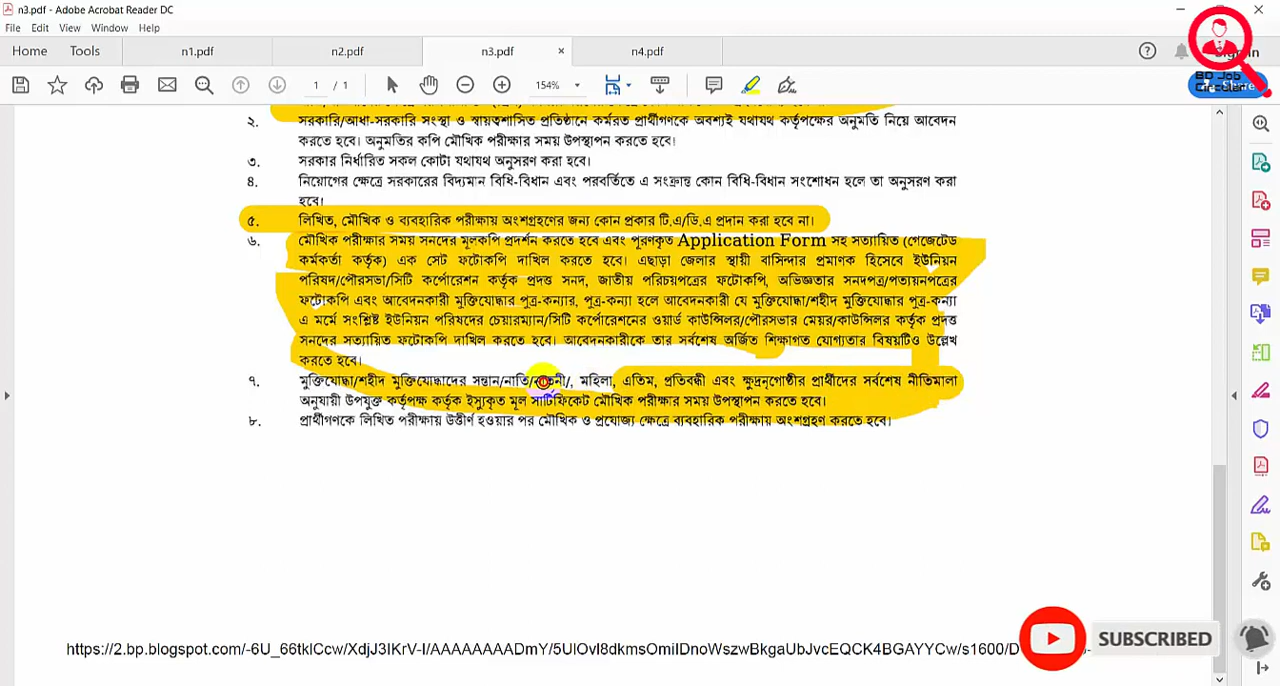 n3.pdf - Adobe Acrobat Reader DC
File Edit View Window Help
Home Tools n1.pdf n2.pdf n3.pdf × n4.pdf Sign In
1 / 1 154% Share
BD Job Circular
২. সরকারি/আধা-সরকারি সংস্থা ও স্বায়ত্বশাসিত প্রতিষ্ঠানে কর্মরত প্রার্থীগণকে অবশ্যই যথাযথ কর্তৃপক্ষের অনুমতি নিয়ে আবেদন
করতে হবে। অনুমতির কপি মৌখিক পরীক্ষার সময় উপস্থাপন করতে হবে।
৩. সরকার নির্ধারিত সকল কোটা যথাযথ অনুসরণ করা হবে।
৪. নিয়োগের ক্ষেত্রে সরকারের বিদ্যমান বিধি-বিধান এবং পরবর্তিতে এ সংক্রান্ত কোন বিধি-বিধান সংশোধন হলে তা অনুসরণ করা
হবে।
৫. লিখিত, মৌখিক ও ব্যবহারিক পরীক্ষায় অংশগ্রহণের জন্য কোন প্রকার টি.এ/ডি.এ প্রদান করা হবে না।
৬. মৌখিক পরীক্ষার সময় সনদের মূলকপি প্রদর্শন করতে হবে এবং পূরণকৃত Application Form সহ সত্যায়িত (গেজেটেড
কর্মকর্তা কর্তৃক) এক সেট ফটোকপি দাখিল করতে হবে। এছাড়া জেলার স্থায়ী বাসিন্দার প্রমাণক হিসেবে ইউনিয়ন
পরিষদ/পৌরসভা/সিটি কর্পোরেশন কর্তৃক প্রদত্ত সনদ, জাতীয় পরিচয়পত্রের ফটোকপি, অভিজ্ঞতার সনদপত্র/প্রত্যয়নপত্রের
ফটোকপি এবং আবেদনকারী মুক্তিযোদ্ধার পুত্র-কন্যার, পুত্র-কন্যা হলে আবেদনকারী যে মুক্তিযোদ্ধা/শহীদ মুক্তিযোদ্ধার পুত্র-কন্যা
এ মর্মে সংশ্লিষ্ট ইউনিয়ন পরিষদের চেয়ারম্যান/সিটি কর্পোরেশনের ওয়ার্ড কাউন্সিলর/পৌরসভার মেয়র/কাউন্সিলর কর্তৃক প্রদত্ত
সনদের সত্যায়িত ফটোকপি দাখিল করতে হবে। আবেদনকারীকে তার সর্বশেষ অর্জিত শিক্ষাগত যোগ্যতার বিষয়টিও উল্লেখ
করতে হবে।
৭. মুক্তিযোদ্ধা/শহীদ মুক্তিযোদ্ধাদের সন্তান/নাতি/নাতনী/, মহিলা, এতিম, প্রতিবন্ধী এবং ক্ষুদ্রনৃগোষ্ঠীর প্রার্থীদের সর্বশেষ নীতিমালা
অনুযায়ী উপযুক্ত কর্তৃপক্ষ কর্তৃক ইস্যুকৃত মূল সার্টিফিকেট মৌখিক পরীক্ষার সময় উপস্থাপন করতে হবে।
৮. প্রার্থীগণকে লিখিত পরীক্ষায় উত্তীর্ণ হওয়ার পর মৌখিক ও প্রযোজ্য ক্ষেত্রে ব্যবহারিক পরীক্ষায় অংশগ্রহণ করতে হবে।
SUBSCRIBED